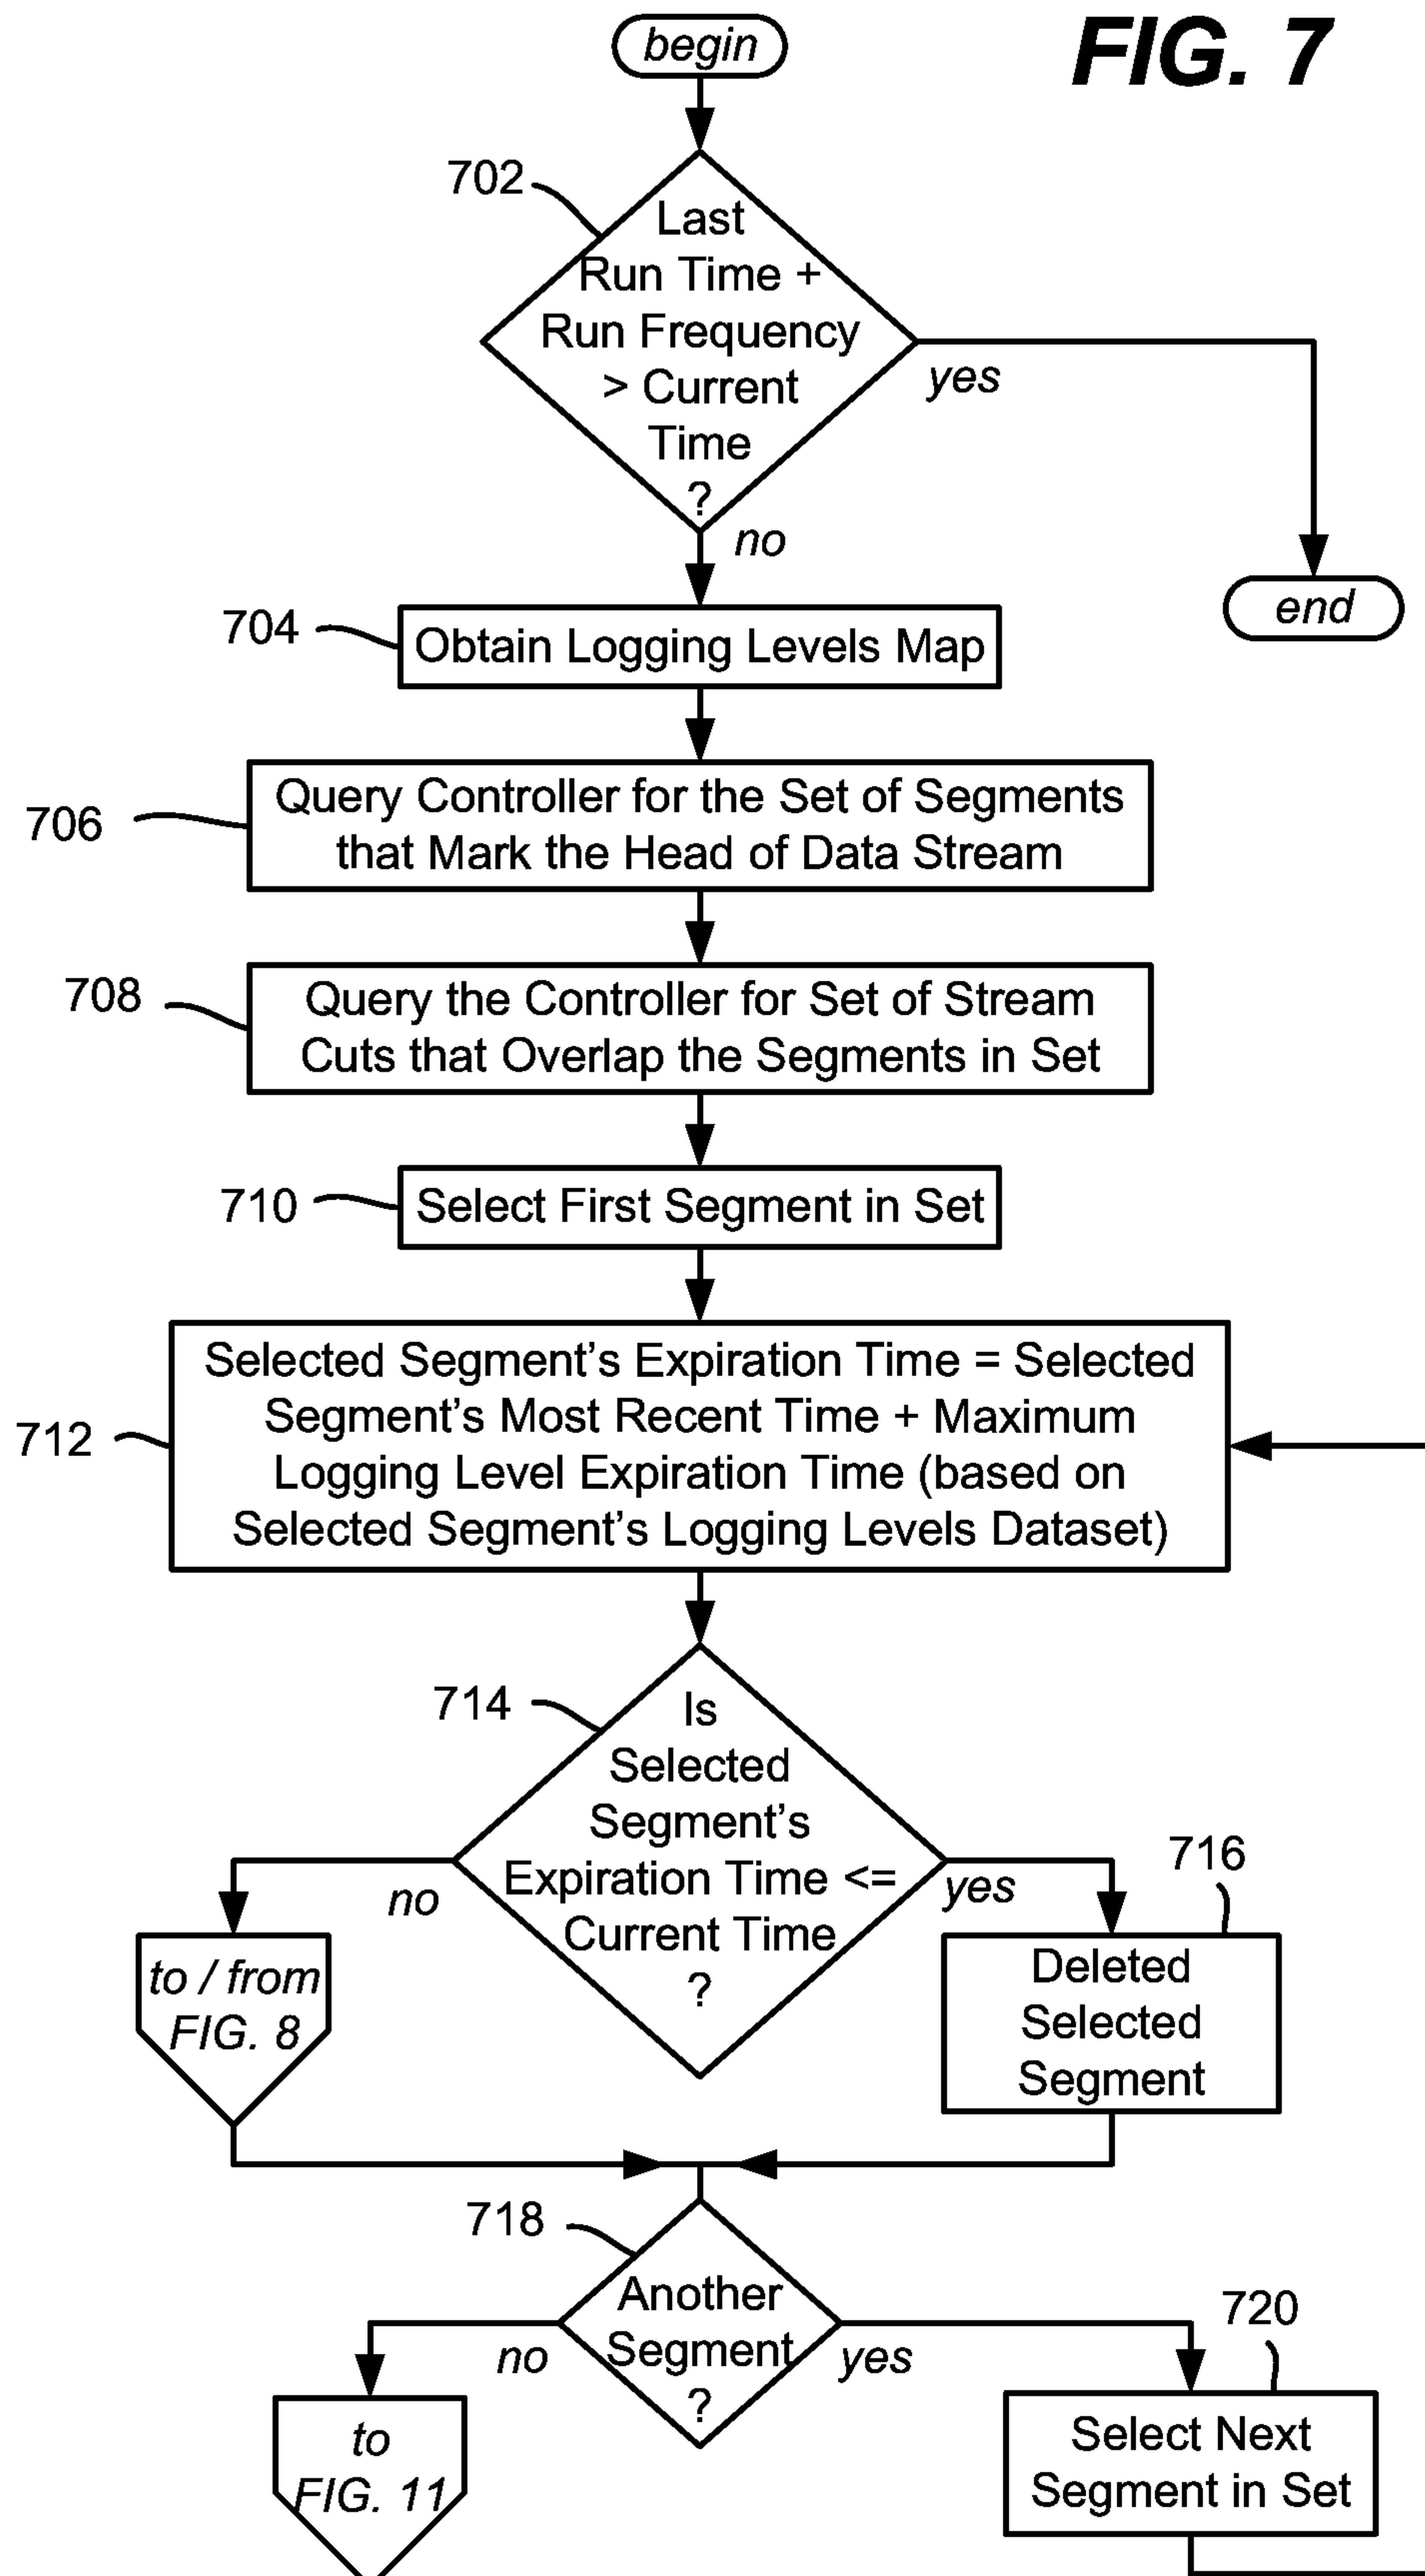 begin
FIG. 7
702
Last
Run Time +
Run Frequency
> Current
Time
?
yes
no
end
704
Obtain Logging Levels Map
706
Query Controller for the Set of Segments
that Mark the Head of Data Stream
708
Query the Controller for Set of Stream
Cuts that Overlap the Segments in Set
710
Select First Segment in Set
712
Selected Segment’s Expiration Time = Selected
Segment’s Most Recent Time + Maximum
Logging Level Expiration Time (based on
Selected Segment’s Logging Levels Dataset)
714
Is
Selected
Segment’s
Expiration Time <=
Current Time
?
no
yes
716
to / from
FIG. 8
Deleted
Selected
Segment
718
Another
Segment
?
no
yes
720
to
FIG. 11
Select Next
Segment in Set